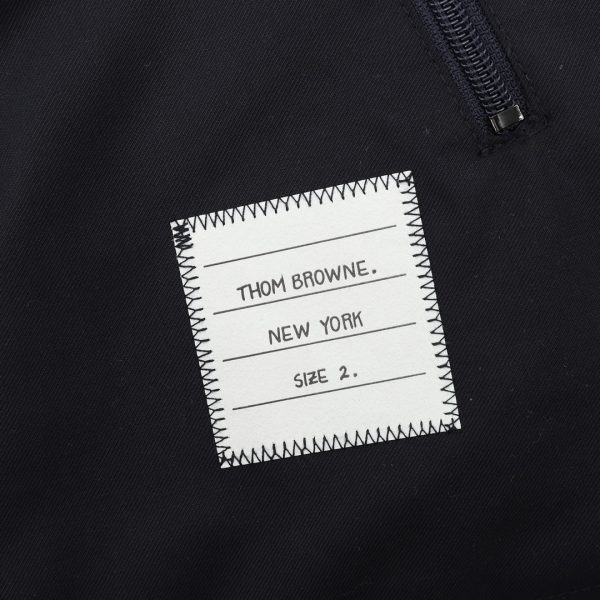 THOM BROWNE.
NEW YORK
SIZE 2.